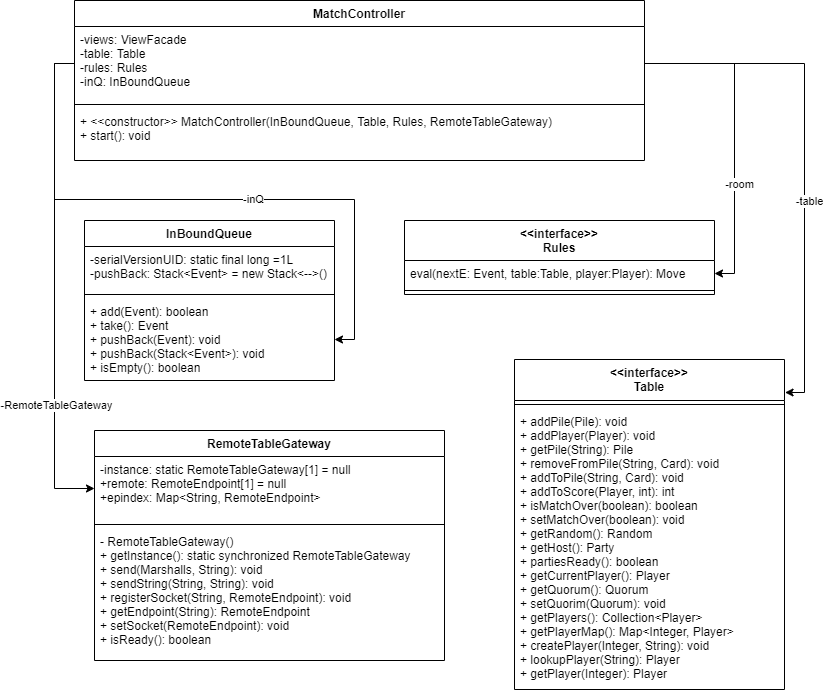 MatchController
-views: ViewFacade
-table: Table
-rules: Rules
-inQ: InBoundQueue
+ <<constructor>> MatchController(InBoundQueue, Table, Rules, RemoteTableGateway)
+ start(): void
-inQ
-room
-table
InBoundQueue
-serialVersionUID: static final long =1L
-pushBack: Stack<Event> = new Stack<-->()
+ add(Event): boolean
+ take(): Event
+ pushBack(Event): void
+ pushBack(Stack<Event>): void
+ isEmpty(): boolean
<<interface>>
Rules
eval(nextE: Event, table:Table, player:Player): Move
-RemoteTableGateway
RemoteTableGateway
-instance: static RemoteTableGateway[1] = null
+remote: RemoteEndpoint[1] = null
+epindex: Map<String, RemoteEndpoint>
- RemoteTableGateway()
+ getInstance(): static synchronized RemoteTableGateway
+ send(Marshalls, String): void
+ sendString(String, String): void
+ registerSocket(String, RemoteEndpoint): void
+ getEndpoint(String): RemoteEndpoint
+ setSocket(RemoteEndpoint): void
+ isReady(): boolean
<<interface>>
Table
+ addPile(Pile): void
+ addPlayer(Player): void
+ getPile(String): Pile
+ removeFromPile(String, Card): void
+ addToPile(String, Card): void
+ addToScore(Player, int): int
+ isMatchOver(boolean): boolean
+ setMatchOver(boolean): void
+ getRandom(): Random
+ getHost(): Party
+ partiesReady(): boolean
+ getCurrentPlayer(): Player
+ getQuorum(): Quorum
+ setQuorim(Quorum): void
+ getPlayers(): Collection<Player>
+ getPlayerMap(): Map<Integer, Player>
+ createPlayer(Integer, String): void
+ lookupPlayer(String): Player
+ getPlayer(Integer): Player